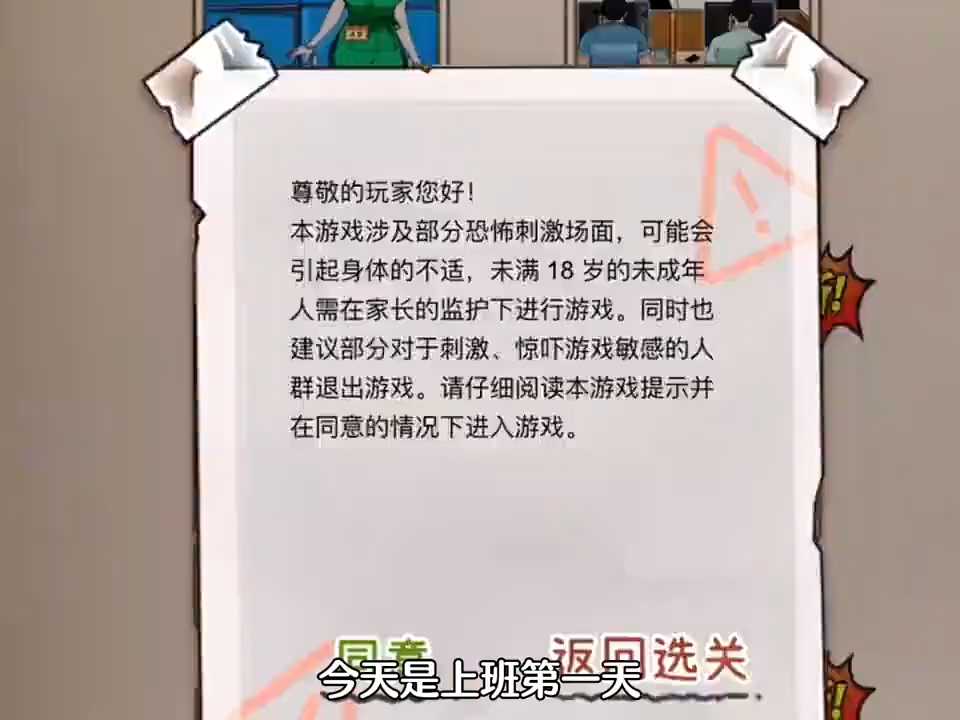 尊敬的玩家您好！
本游戏涉及部分恐怖刺激场面，可能会
引起身体的不适，未满 18 岁的未成年
人需在家长的监护下进行游戏。同时也
建议部分对于刺激、惊吓游戏敏感的人
群退出游戏。请仔细阅读本游戏提示并
在同意的情况下进入游戏。
同意 返回选关
今天是上班第一天